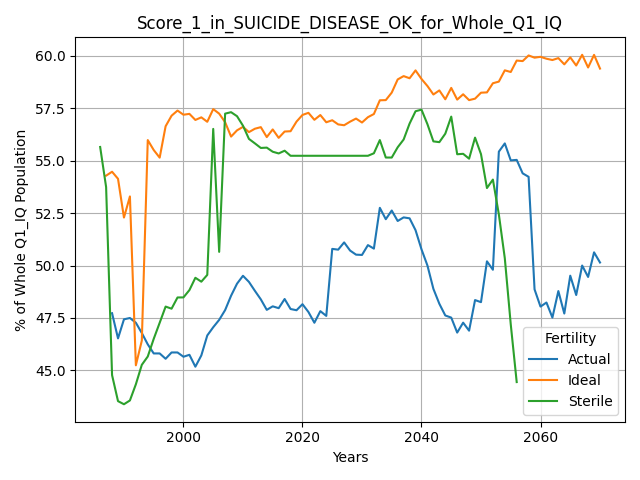 Score_1_in_SUICIDE_DISEASE_OK_for_Whole_Q1_IQ
% of Whole Q1_IQ Population
60.0
57.5
55.0
52.5
50.0
47.5
45.0
Fertility
Actual
Ideal
Sterile
2000
2020
2040
2060
Years